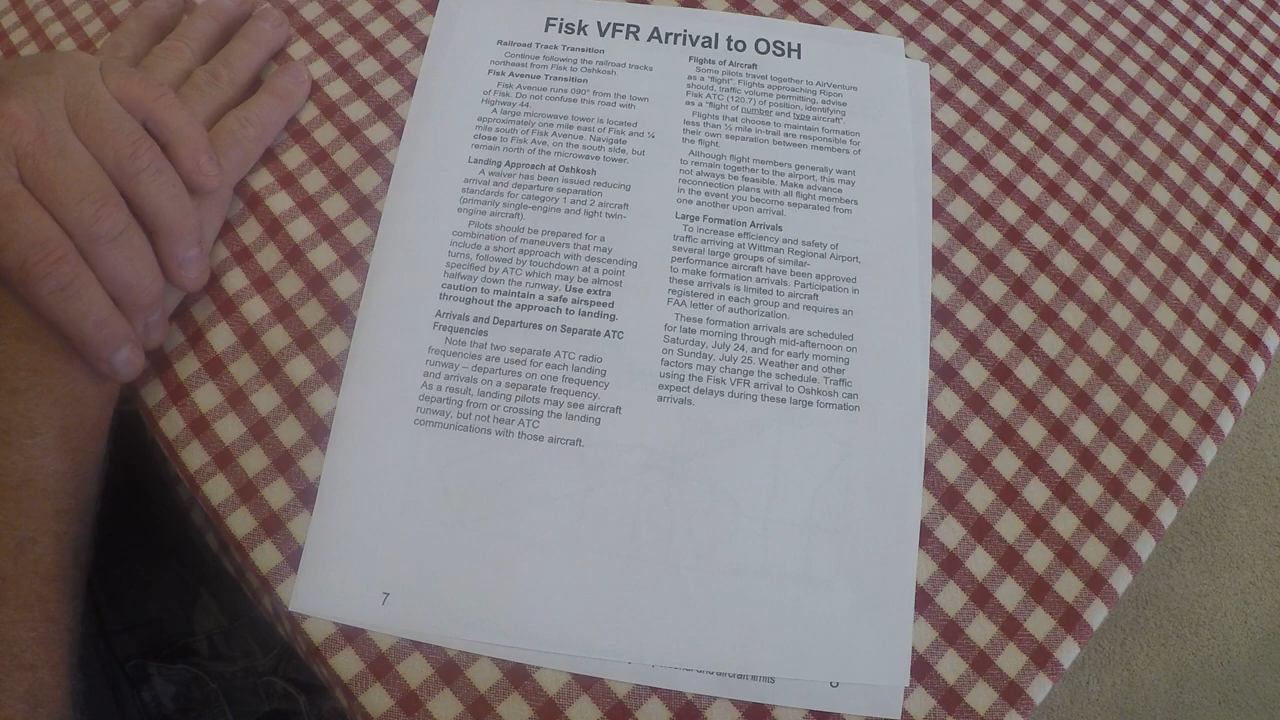 Fisk VFR Arrival to OSH
Railroad Track Transition
Continue following the railroad tracks
northeast from Fisk to Oshkosh.
Fisk Avenue Transition
Fisk Avenue runs 090° from the town
of Fisk. Do not confuse this road with
Highway 44.
A large microwave tower is located
approximately one mile east of Fisk and ¼
mile south of Fisk Avenue. Navigate
close to Fisk Ave, on the south side, but
remain north of the microwave tower.
Landing Approach at Oshkosh
A waiver has been issued reducing
arrival and departure separation
standards for category 1 and 2 aircraft
(primarily single-engine and light twin-
engine aircraft).
Pilots should be prepared for a
combination of maneuvers that may
include a short approach with descending
turns, followed by touchdown at a point
specified by ATC which may be almost
halfway down the runway. Use extra
caution to maintain a safe airspeed
throughout the approach to landing.
Arrivals and Departures on Separate ATC
Frequencies
Note that two separate ATC radio
frequencies are used for each landing
runway – departures on one frequency
and arrivals on a separate frequency.
As a result, landing pilots may see aircraft
departing from or crossing the landing
runway, but not hear ATC
communications with those aircraft.
Flights of Aircraft
Some pilots travel together to AirVenture
as a "flight". Flights approaching Ripon
should, traffic volume permitting, advise
Fisk ATC (120.7) of position, identifying
as a "flight of number and type aircraft".
Flights that choose to maintain formation
less than ½ mile in-trail are responsible for
their own separation between members of
the flight.
Although flight members generally want
to remain together to the airport, this may
not always be feasible. Make advance
reconnection plans with all flight members
in the event you become separated from
one another upon arrival.
Large Formation Arrivals
To increase efficiency and safety of
traffic arriving at Wittman Regional Airport,
several large groups of similar-
performance aircraft have been approved
to make formation arrivals. Participation in
these arrivals is limited to aircraft
registered in each group and requires an
FAA letter of authorization.
These formation arrivals are scheduled
for late morning through mid-afternoon on
Saturday, July 24, and for early morning
on Sunday, July 25. Weather and other
factors may change the schedule. Traffic
using the Fisk VFR arrival to Oshkosh can
expect delays during these large formation
arrivals.
7
and aircraft limits